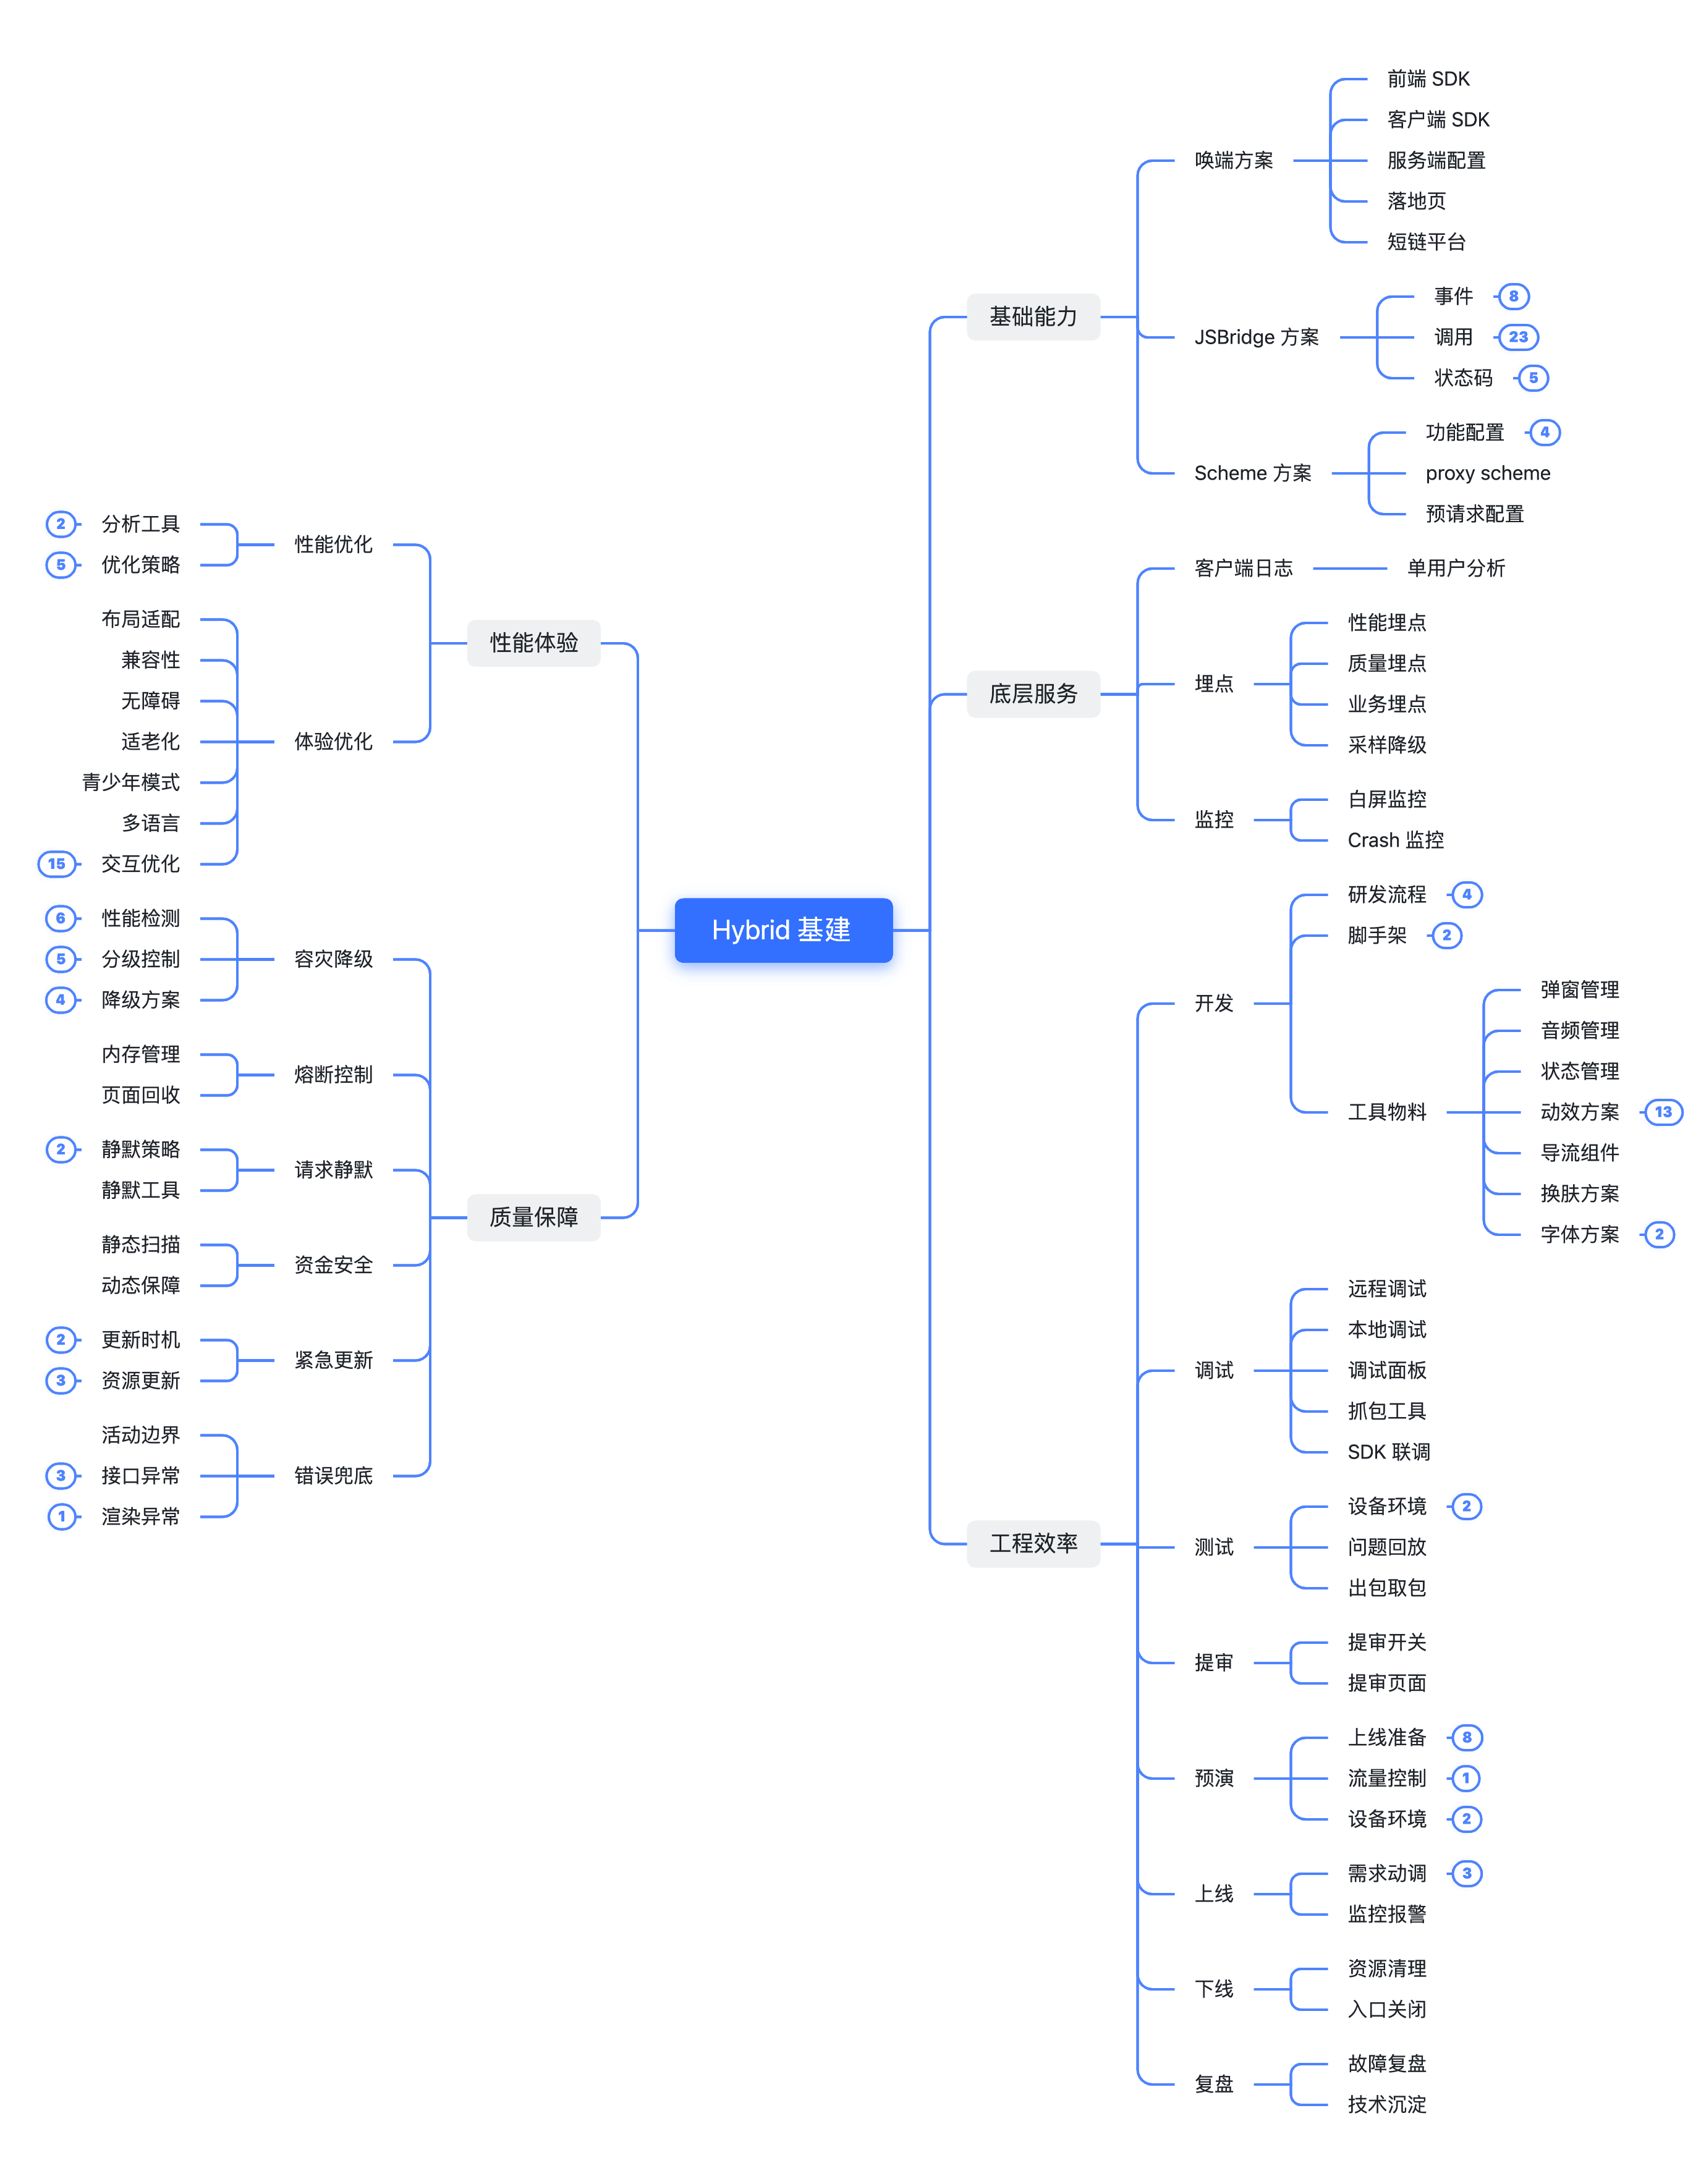 Hybrid 基建
基础能力
唤端方案
前端 SDK
客户端 SDK
服务端配置
落地页
短链平台
JSBridge 方案
事件 8
调用 23
状态码 5
Scheme 方案
功能配置 4
proxy scheme
预请求配置
底层服务
客户端日志
单用户分析
埋点
性能埋点
质量埋点
业务埋点
采样降级
监控
白屏监控
Crash 监控
工程效率
开发
研发流程 4
脚手架 2
工具物料
弹窗管理
音频管理
状态管理
动效方案 13
导流组件
换肤方案
字体方案 2
调试
远程调试
本地调试
调试面板
抓包工具
SDK 联调
测试
设备环境 2
问题回放
出包取包
提审
提审开关
提审页面
预演
上线准备 8
流量控制 1
设备环境 2
上线
需求动调 3
监控报警
下线
资源清理
入口关闭
复盘
故障复盘
技术沉淀
性能体验
性能优化
2 分析工具
5 优化策略
体验优化
布局适配
兼容性
无障碍
适老化
青少年模式
多语言
15 交互优化
质量保障
容灾降级
6 性能检测
5 分级控制
4 降级方案
熔断控制
内存管理
页面回收
请求静默
2 静默策略
静默工具
资金安全
静态扫描
动态保障
紧急更新
2 更新时机
3 资源更新
错误兜底
活动边界
3 接口异常
1 渲染异常